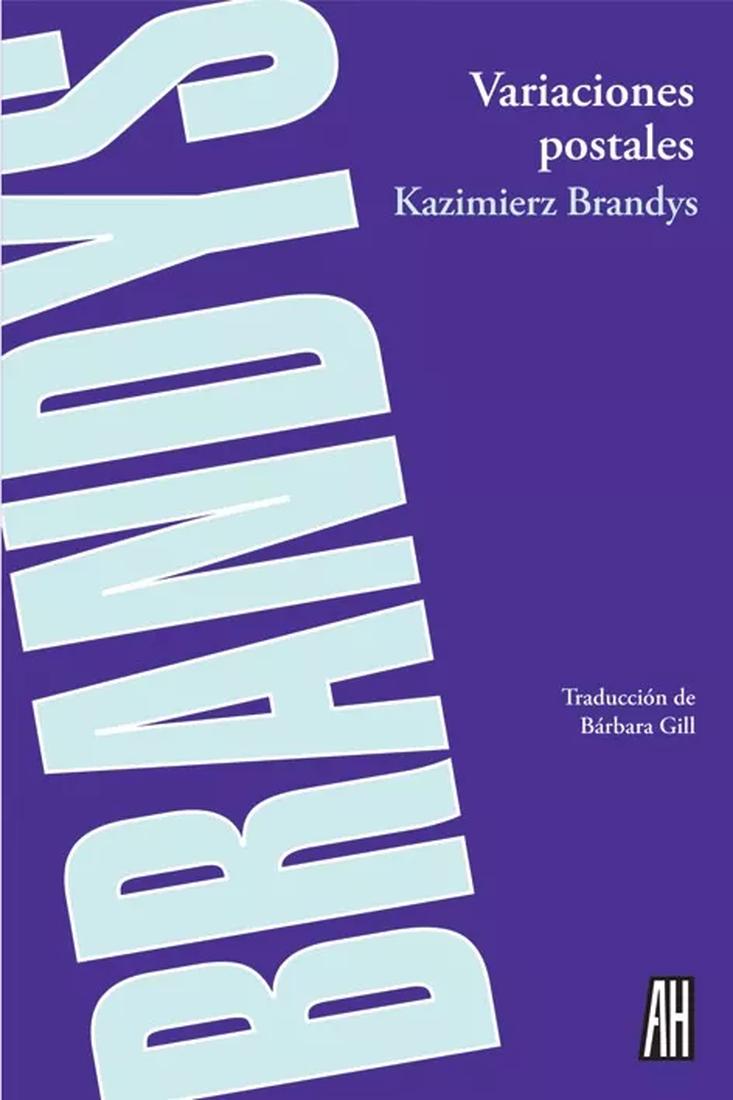 Variaciones
postales
Kazimierz Brandys
BRANDYS
Traducción de
Bárbara Gill
AH